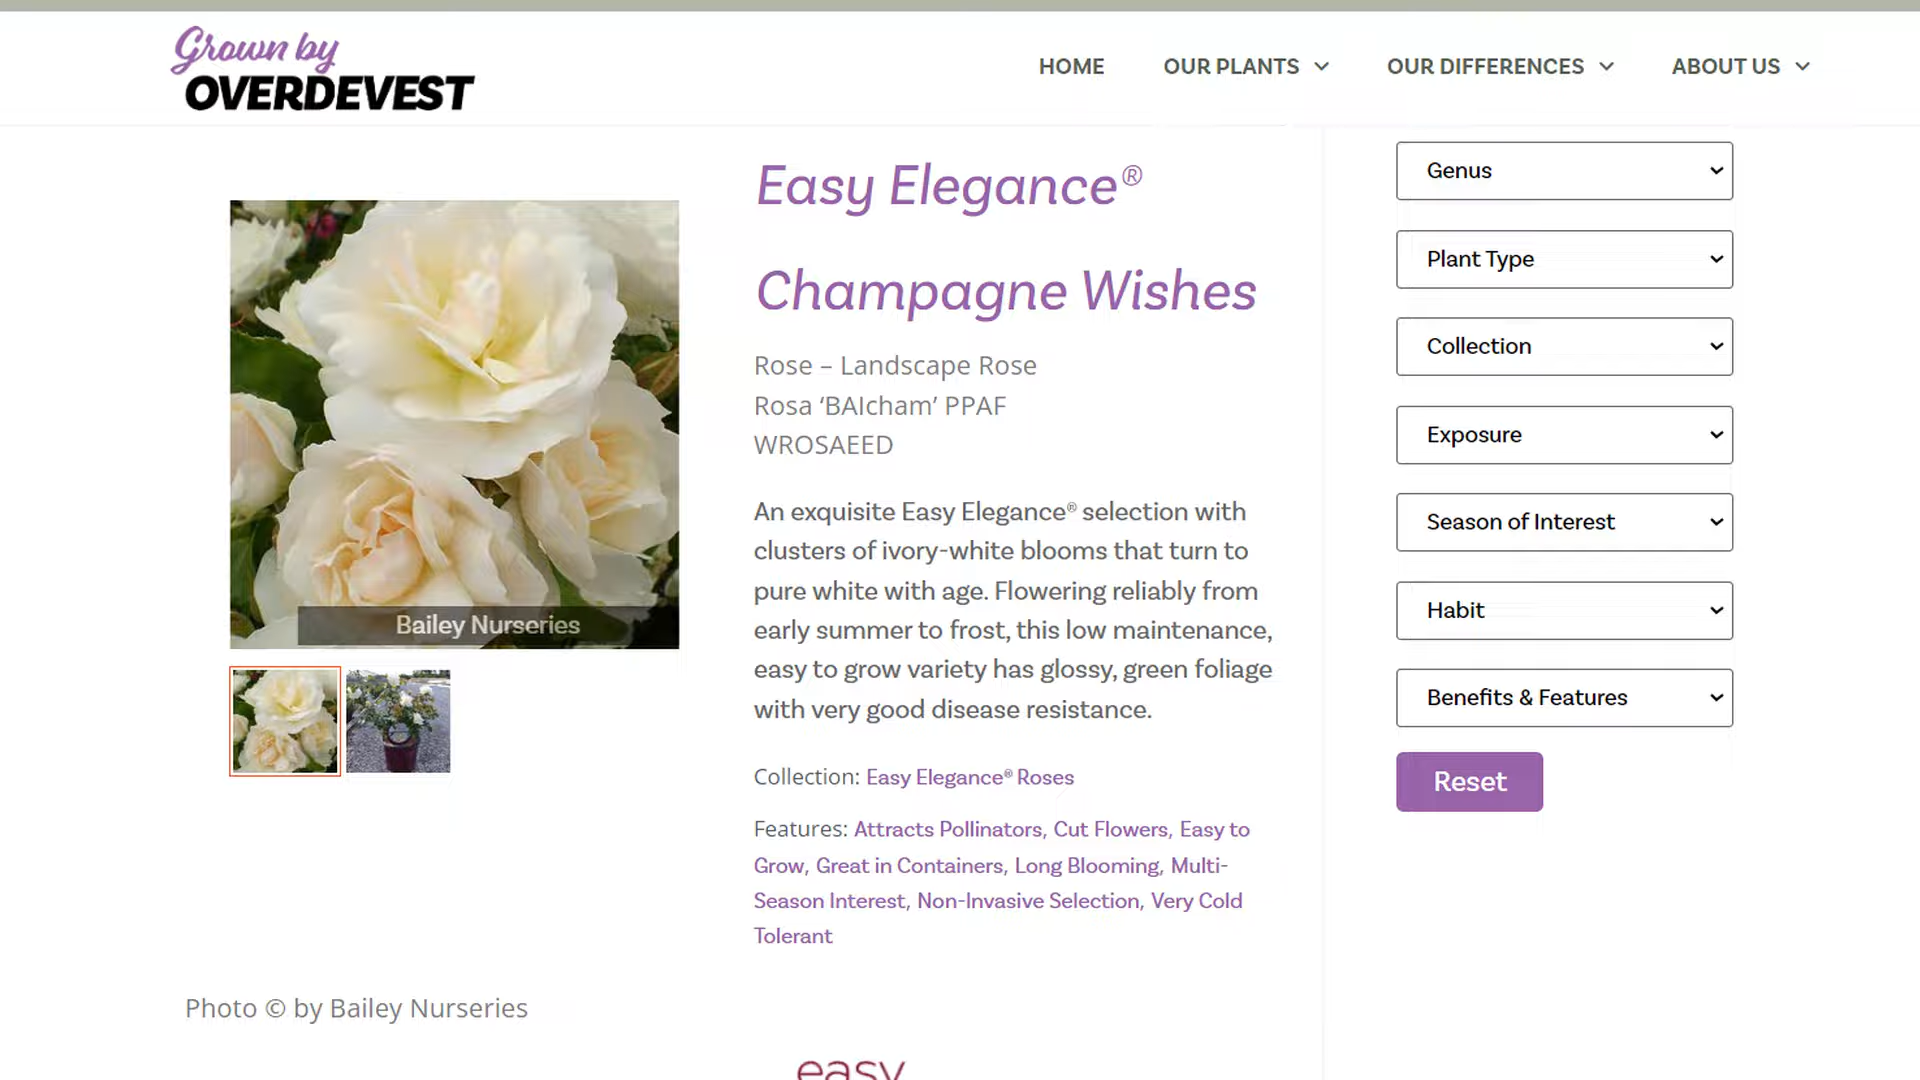 Grown by
OVERDEVEST
HOME
OUR PLANTS
OUR DIFFERENCES
ABOUT US
Easy Elegance®
Champagne Wishes
Rose – Landscape Rose
Rosa ‘BAIcham’ PPAF
WROSAEED
An exquisite Easy Elegance® selection with
clusters of ivory-white blooms that turn to
pure white with age. Flowering reliably from
early summer to frost, this low maintenance,
easy to grow variety has glossy, green foliage
with very good disease resistance.
Collection: Easy Elegance® Roses
Features: Attracts Pollinators, Cut Flowers, Easy to
Grow, Great in Containers, Long Blooming, Multi-
Season Interest, Non-Invasive Selection, Very Cold
Tolerant
Bailey Nurseries
Photo © by Bailey Nurseries
easy
Genus
Plant Type
Collection
Exposure
Season of Interest
Habit
Benefits & Features
Reset